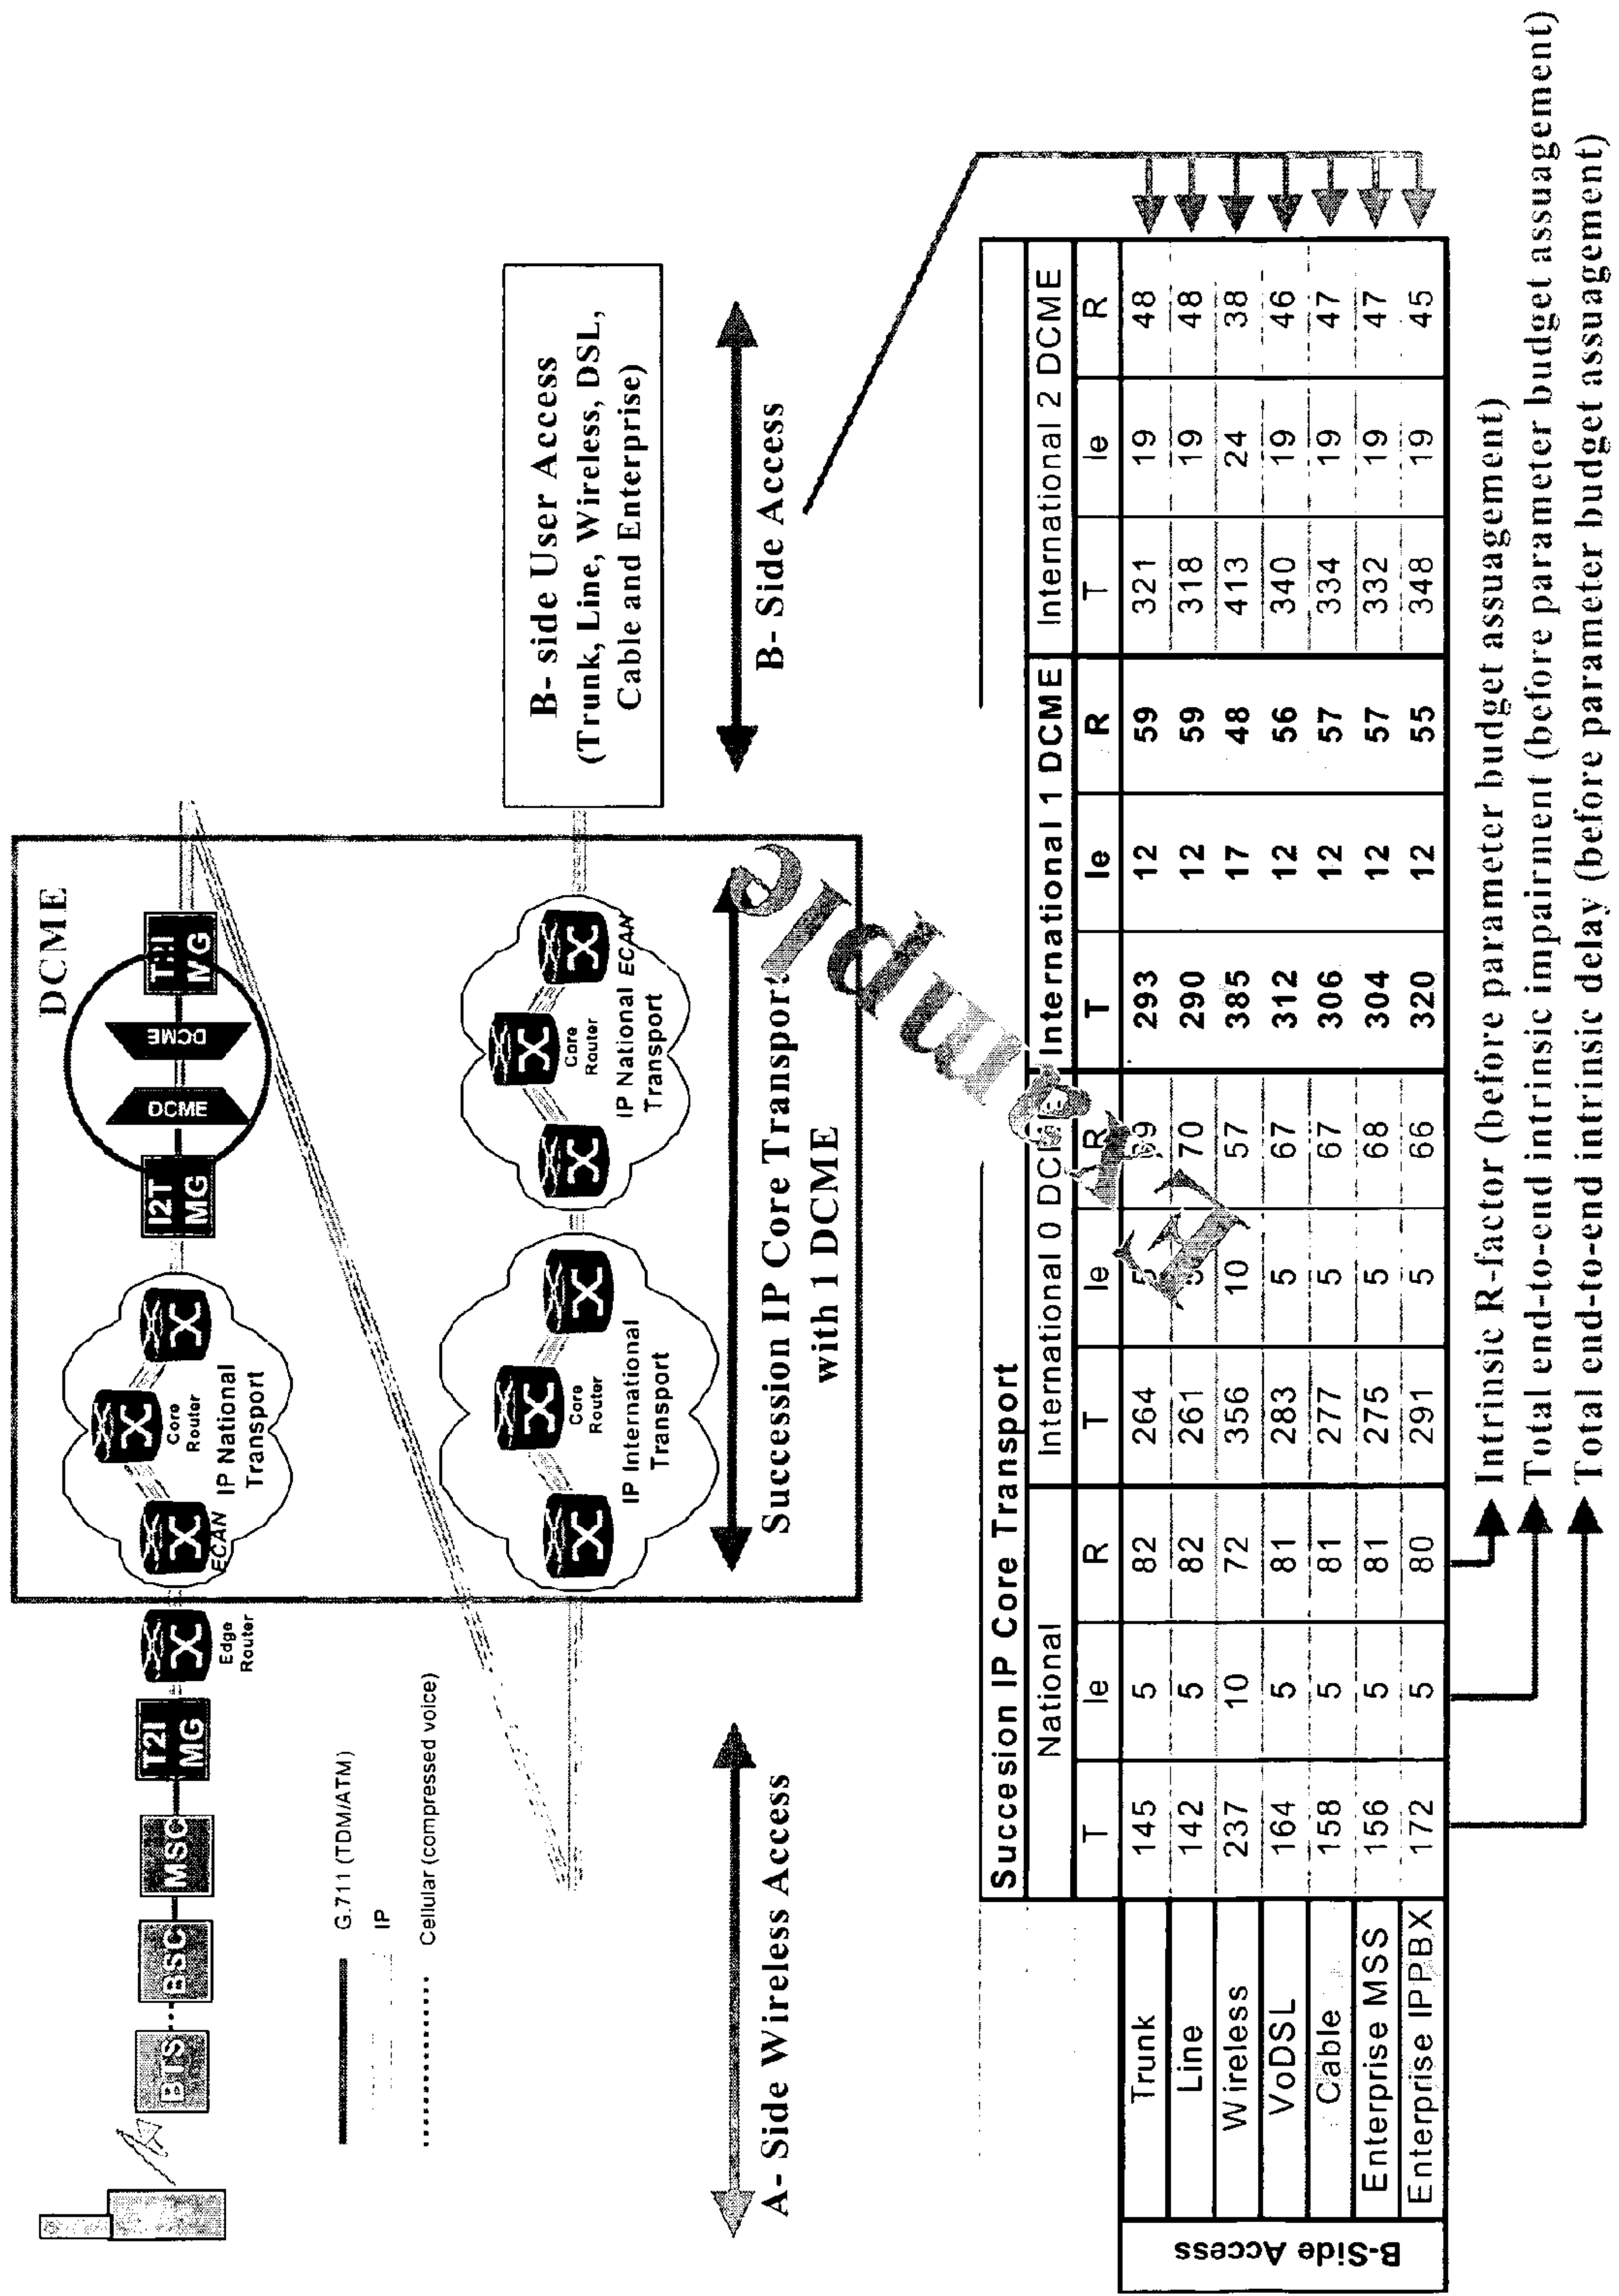 DCME
BTS
BSC
MSC
T2I
MG
Edge
Router
ECAN
Core
Router
IP National
Transport
I2T
MG
DCME
DCME
MG
G.711 (TDM/ATM)
IP
Cellular (compressed voice)
IP International
Transport
Core
Router
IP National
Transport
Core
Router
ECAN
B- side User Access
(Trunk, Line, Wireless, DSL,
Cable and Enterprise)
A- Side Wireless Access
Succession IP Core Transport
with 1 DCME
B- Side Access
Example
Succesion IP Core Transport
National International 0 DCME International 1 DCME International 2 DCME
T Ie R T Ie R T Ie R T Ie R
B-Side Access
Trunk 145 5 82 264 5 293 12 59 321 19 48
Line 142 5 82 261 70 290 12 59 318 19 48
Wireless 237 10 72 356 10 57 385 17 48 413 24 38
VoDSL 164 5 81 283 5 67 312 12 56 340 19 46
Cable 158 5 81 277 5 67 306 12 57 334 19 47
Enterprise MSS 156 5 81 275 5 68 304 12 57 332 19 47
Enterprise IPPBX 172 5 80 291 5 66 320 12 55 348 19 45
Intrinsic R-factor (before parameter budget assuagement)
Total end-to-end intrinsic impairment (before parameter budget assuagement)
Total end-to-end intrinsic delay (before parameter budget assuagement)